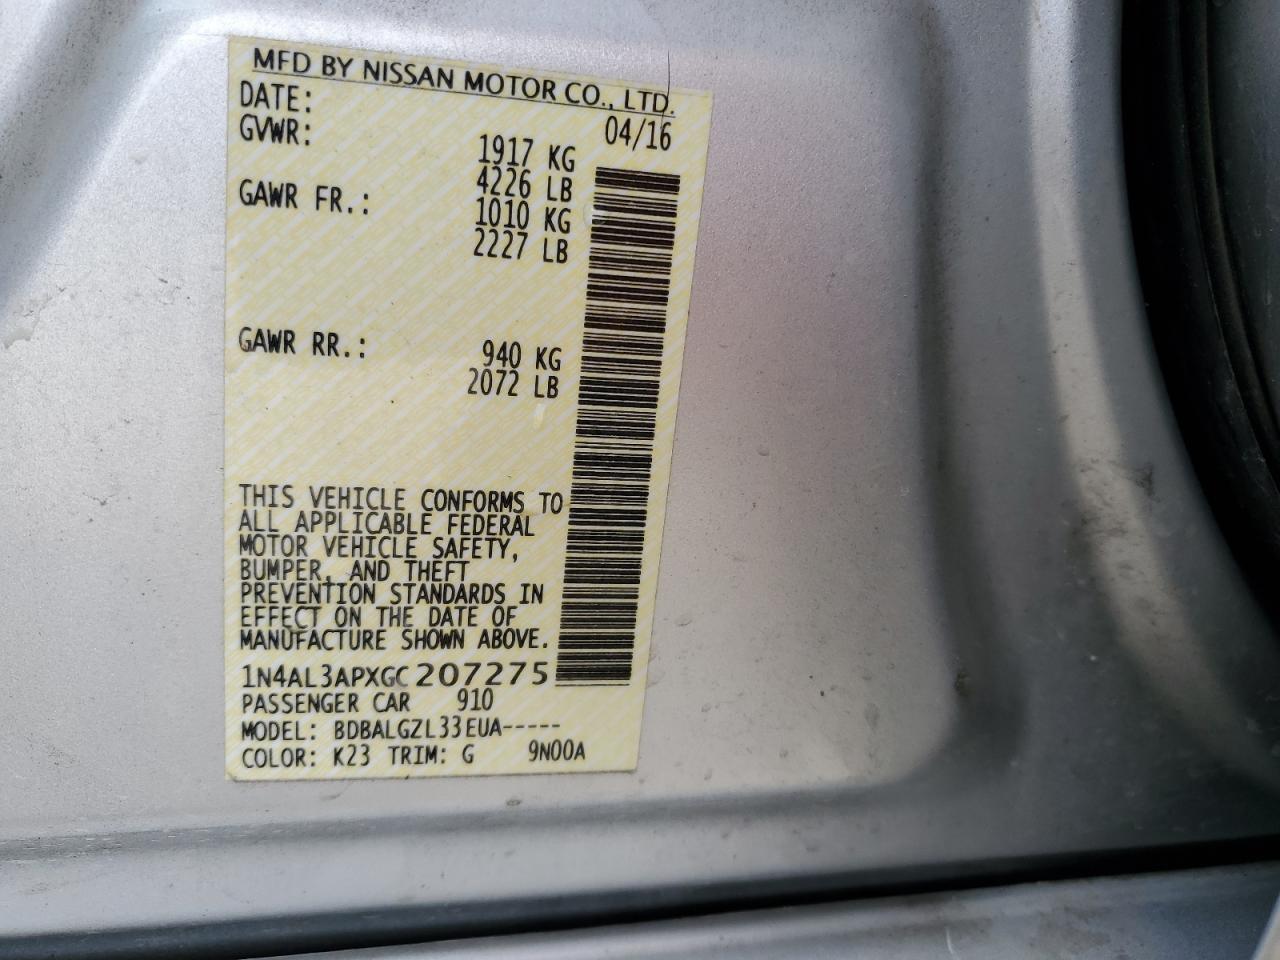 MFD BY NISSAN MOTOR CO., LTD.
DATE: 04/16
GVWR: 1917 KG
4226 LB
GAWR FR.: 1010 KG
2227 LB
GAWR RR.: 940 KG
2072 LB
THIS VEHICLE CONFORMS TO
ALL APPLICABLE FEDERAL
MOTOR VEHICLE SAFETY,
BUMPER, AND THEFT
PREVENTION STANDARDS IN
EFFECT ON THE DATE OF
MANUFACTURE SHOWN ABOVE.
1N4AL3APXGC207275
PASSENGER CAR 910
MODEL: BDBALGZL33EUA-----
COLOR: K23 TRIM: G 9N00A